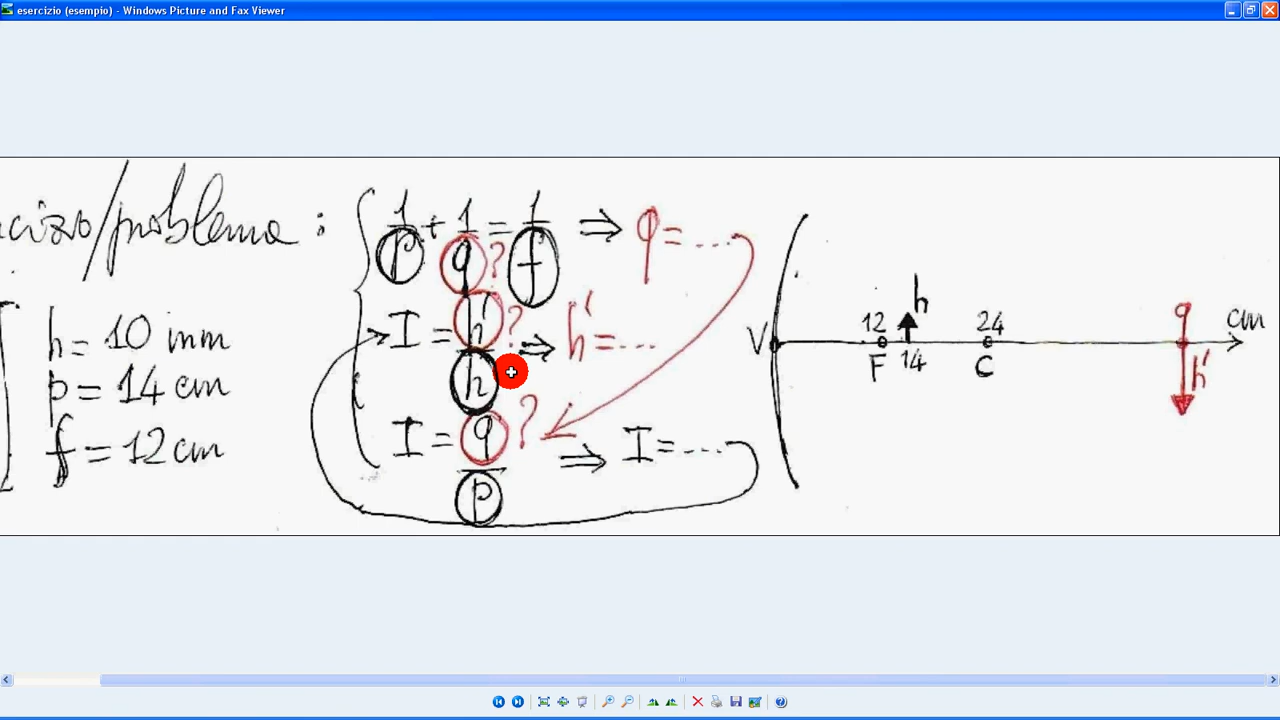 esercizio (esempio) - Windows Picture and Fax Viewer
cizio/problema :
h = 10 mm
p = 14 cm
f = 12 cm
1/p + 1/q ? = 1/f ⇒ q = ....
I = h' ? / h ⇒ h' = ...
I = q ? / p ⇒ I = ....
V
12
F
h
14
24
C
q
h'
cm